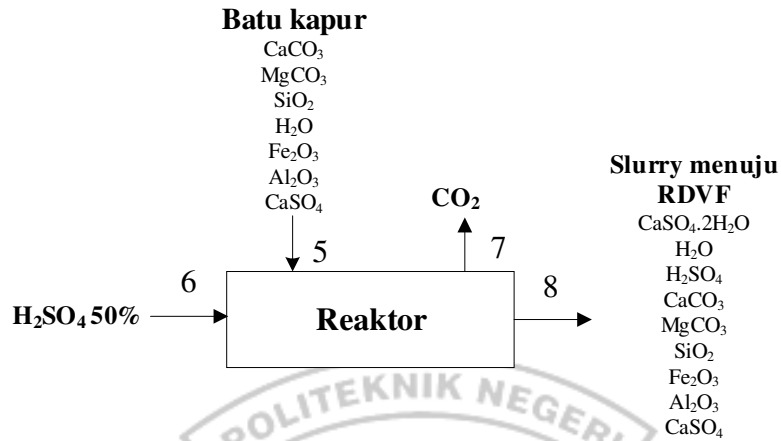 Batu kapur
CaCO₃
MgCO₃
SiO₂
H₂O
Fe₂O₃
Al₂O₃
CaSO₄
5
6
H₂SO₄ 50%
Reaktor
CO₂
7
8
Slurry menuju
RDVF
CaSO₄.2H₂O
H₂O
H₂SO₄
CaCO₃
MgCO₃
SiO₂
Fe₂O₃
Al₂O₃
CaSO₄
POLITEKNIK NEGERI